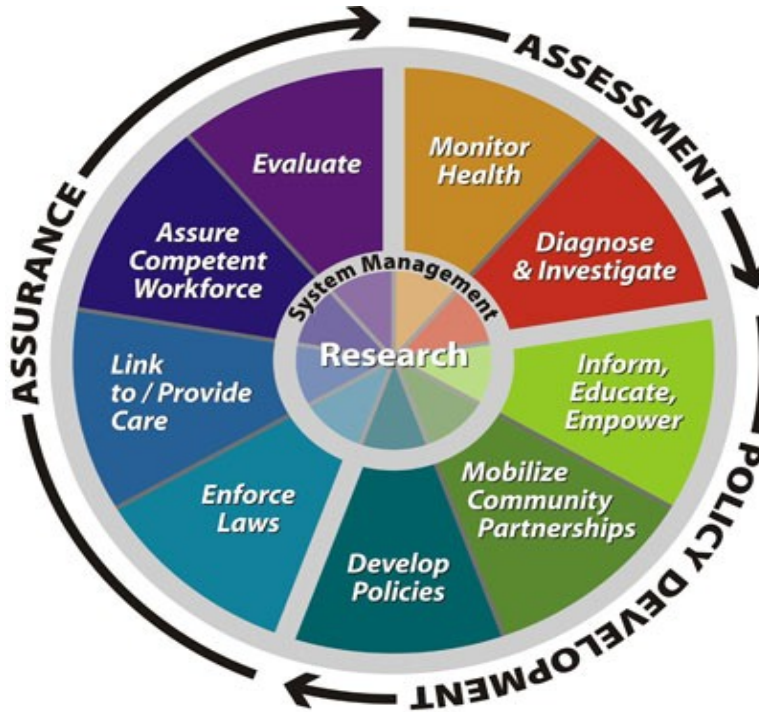 ASSESSMENT
Monitor
Health
Diagnose
& Investigate
POLICY DEVELOPMENT
Inform,
Educate,
Empower
Mobilize
Community
Partnerships
Develop
Policies
ASSURANCE
Enforce
Laws
Link
to / Provide
Care
Assure
Competent
Workforce
Evaluate
System Management
Research